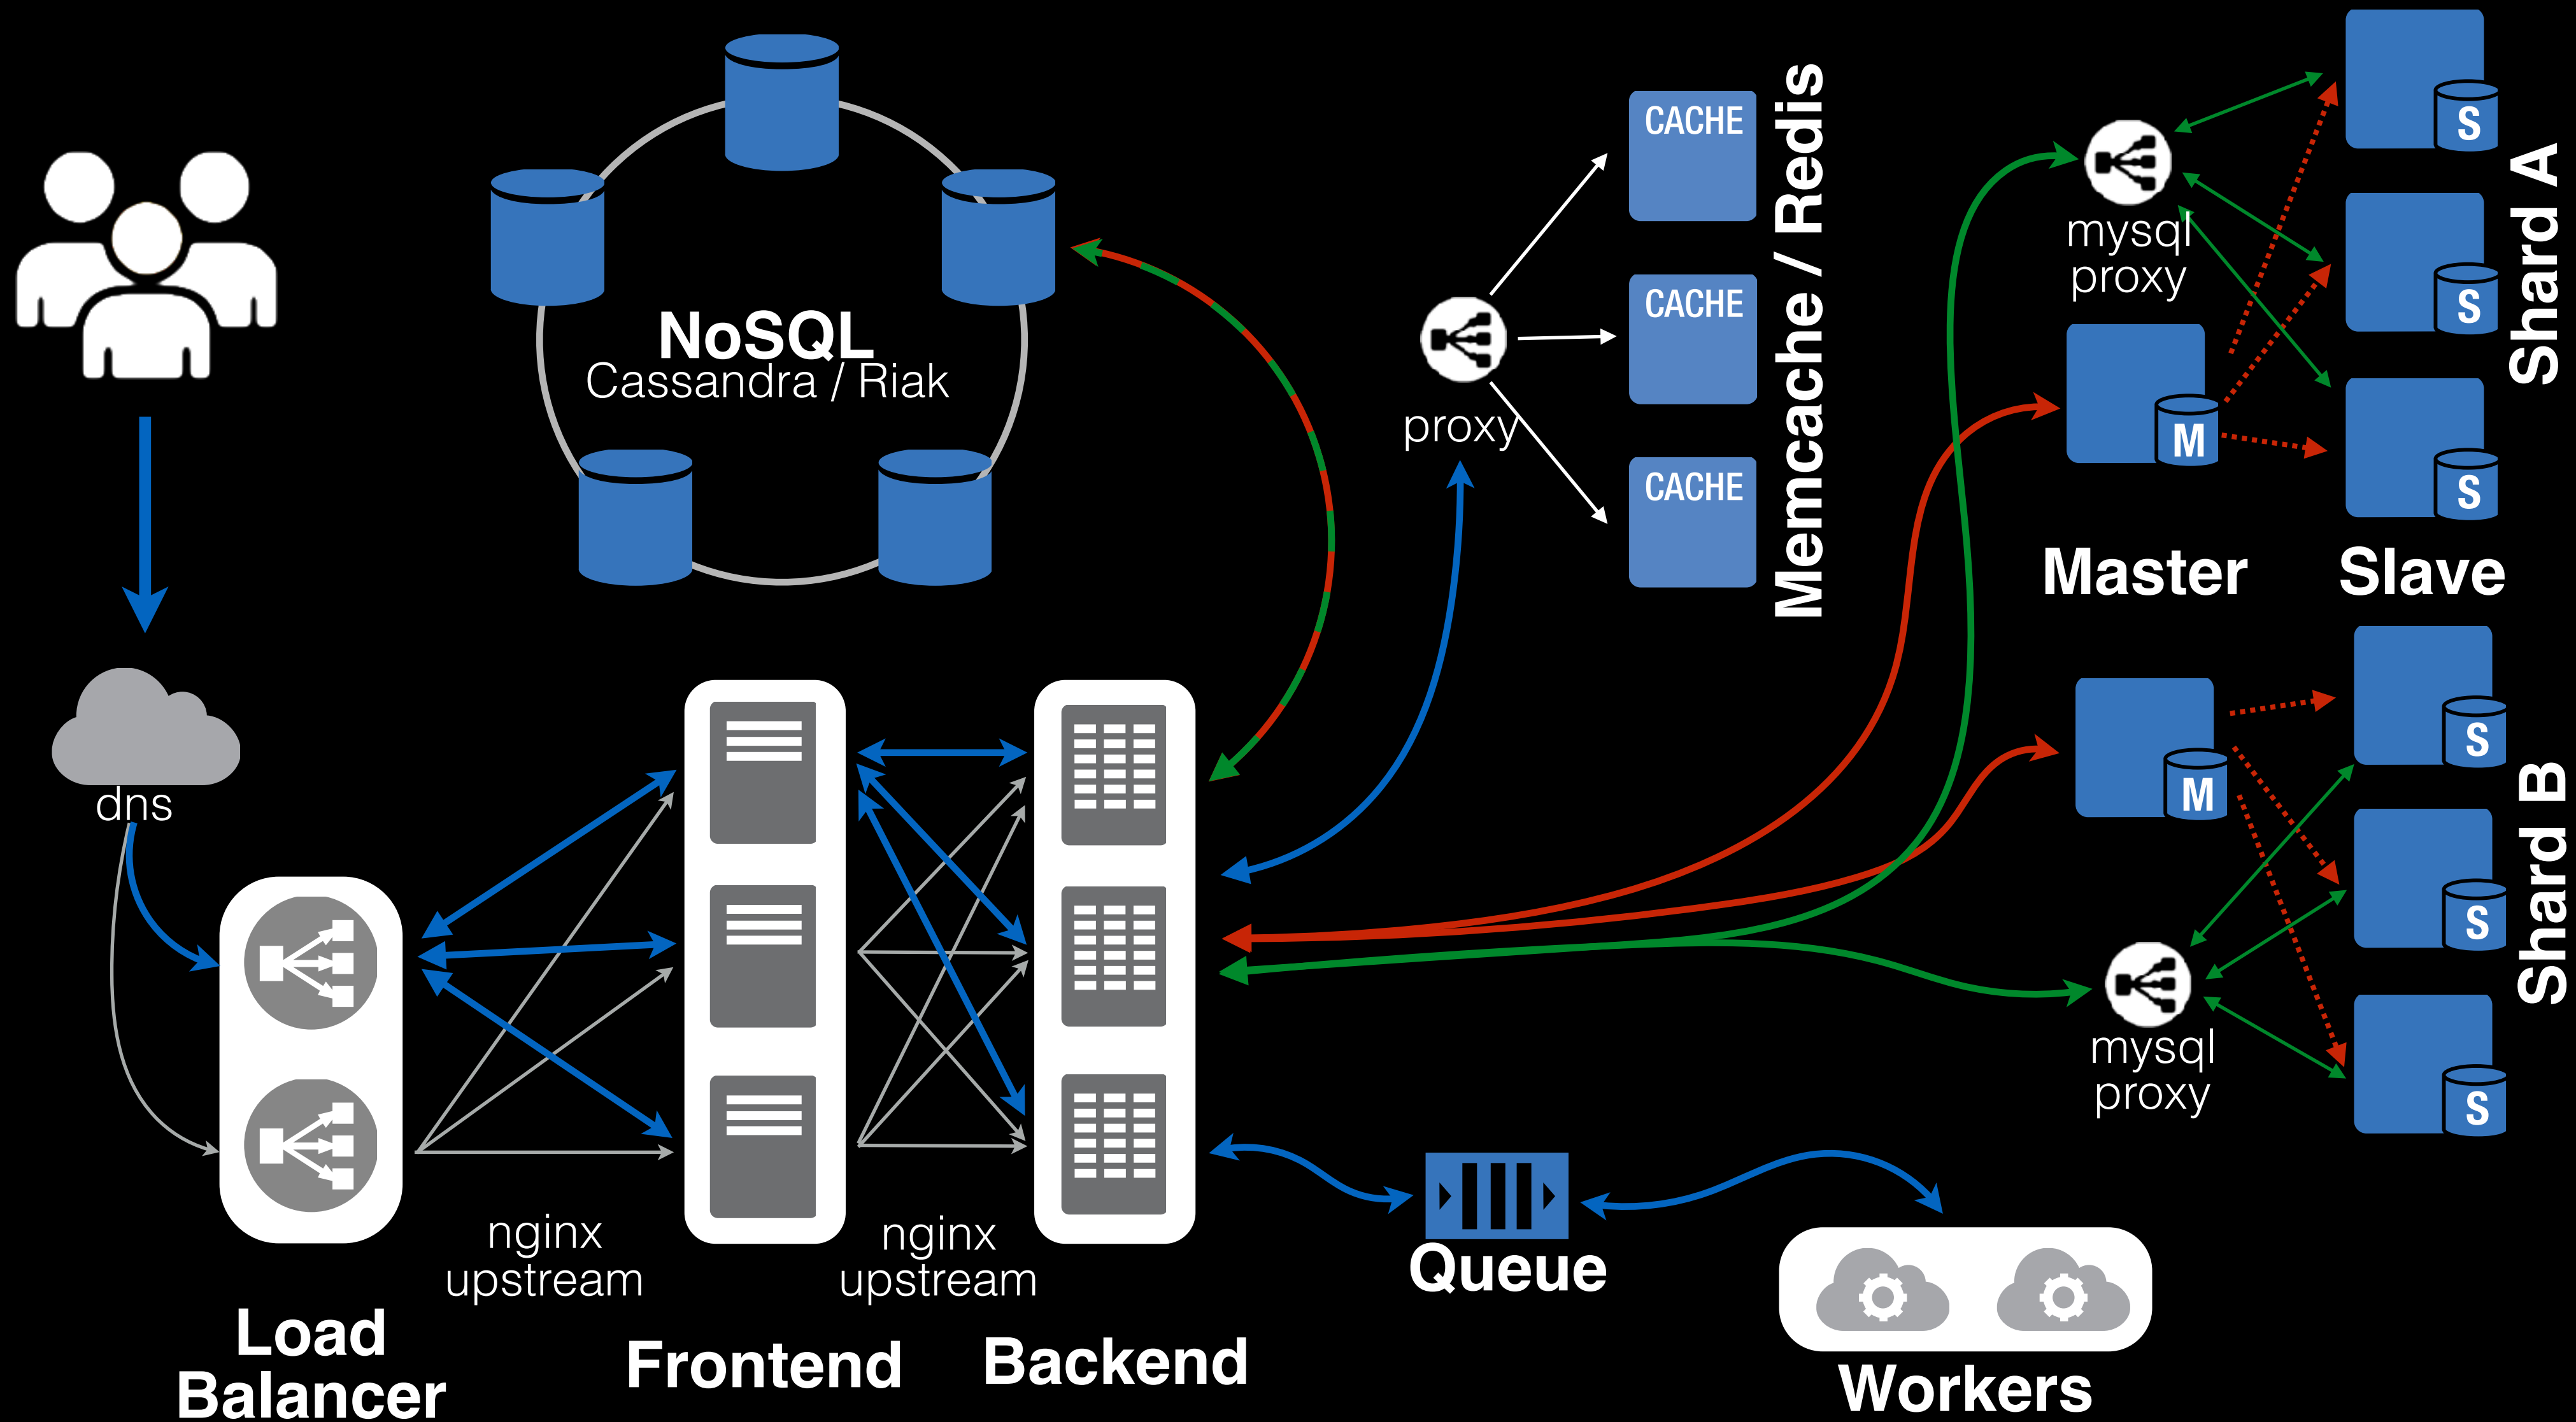 NoSQL
Cassandra / Riak
dns
Load
Balancer
nginx
upstream
Frontend
nginx
upstream
Backend
proxy
CACHE
CACHE
CACHE
Memcache / Redis
mysql
proxy
M
Master
S
S
S
Slave
Shard A
M
mysql
proxy
S
S
S
Shard B
Queue
Workers